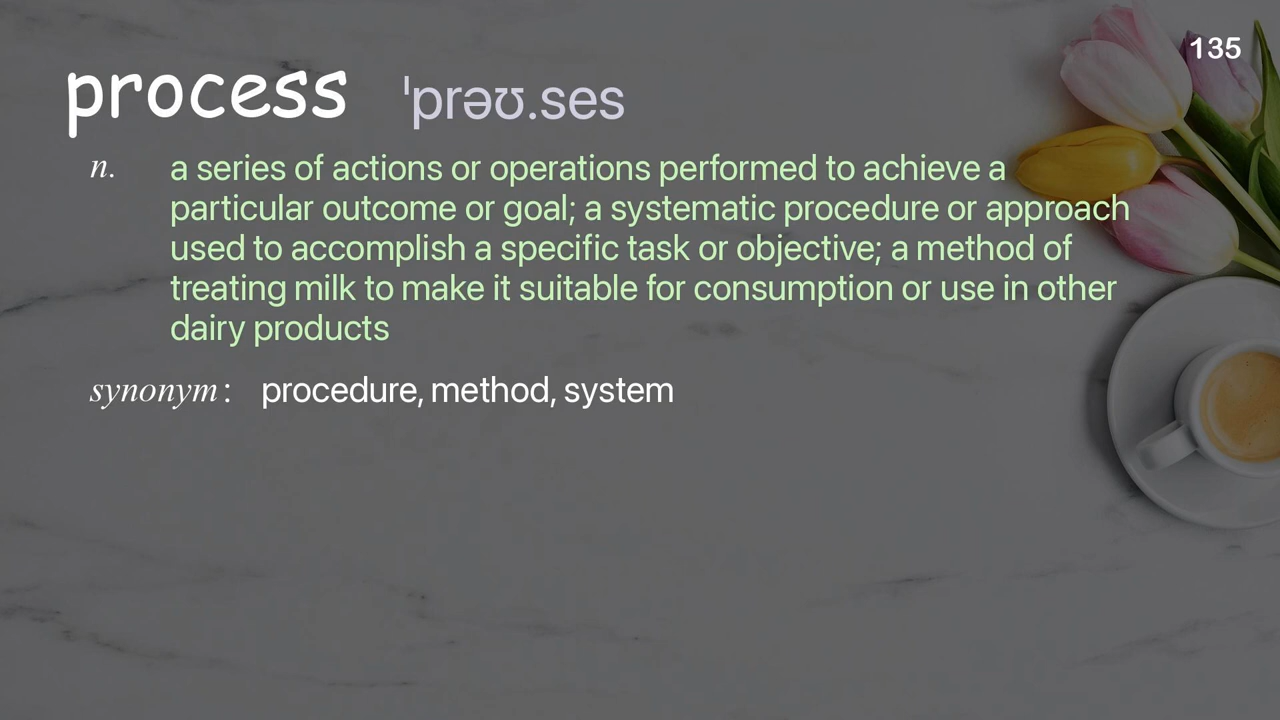 135
process ˈprəʊ.ses
n. a series of actions or operations performed to achieve a
particular outcome or goal; a systematic procedure or approach
used to accomplish a specific task or objective; a method of
treating milk to make it suitable for consumption or use in other
dairy products
synonym: procedure, method, system